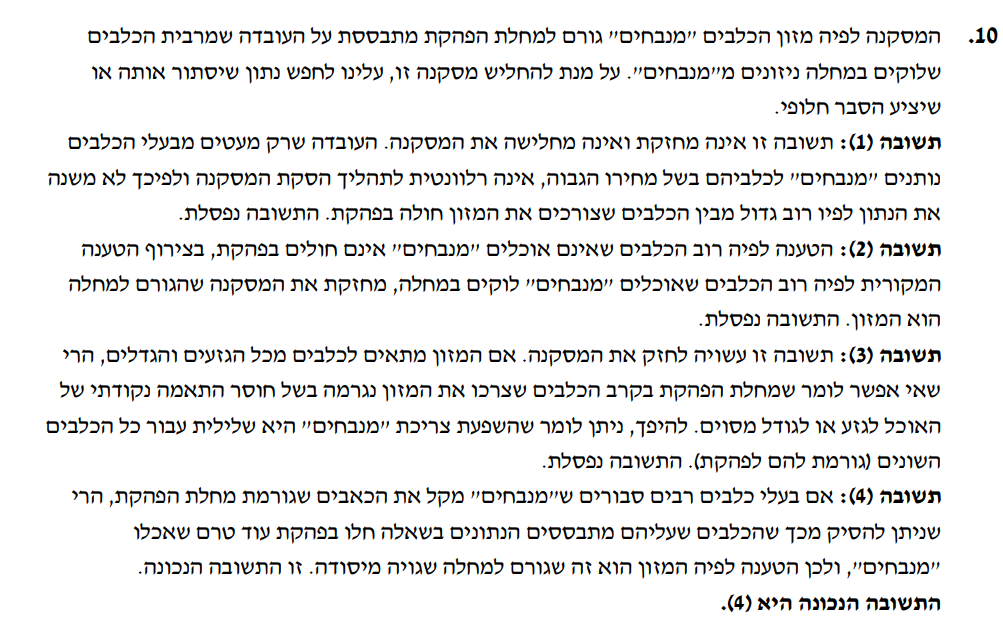 10. המסקנה לפיה מזון הכלבים "מנבחים" גורם למחלת הפהקת מתבססת על העובדה שמרבית הכלבים
שלוקים במחלה ניזונים מ"מנבחים". על מנת להחליש מסקנה זו, עלינו לחפש נתון שיסתור אותה או
שיציע הסבר חלופי.
תשובה (1): תשובה זו אינה מחזקת ואינה מחלישה את המסקנה. העובדה שרק מעטים מבעלי הכלבים
נותנים "מנבחים" לכלביהם בשל מחירו הגבוה, אינה רלוונטית לתהליך הסקת המסקנה ולפיכך לא משנה
את הנתון לפיו רוב גדול מבין הכלבים שצורכים את המזון חולה בפהקת. התשובה נפסלת.
תשובה (2): הטענה לפיה רוב הכלבים שאינם אוכלים "מנבחים" אינם חולים בפהקת, בצירוף הטענה
המקורית לפיה רוב הכלבים שאוכלים "מנבחים" לוקים במחלה, מחזקת את המסקנה שהגורם למחלה
הוא המזון. התשובה נפסלת.
תשובה (3): תשובה זו עשויה לחזק את המסקנה. אם המזון מתאים לכלבים מכל הגזעים והגדלים, הרי
שאי אפשר לומר שמחלת הפהקת בקרב הכלבים שצרכו את המזון נגרמה בשל חוסר התאמה נקודתי של
האוכל לגזע או לגודל מסוים. להיפך, ניתן לומר שהשפעת צריכת "מנבחים" היא שלילית עבור כל הכלבים
השונים (גורמת להם לפהקת). התשובה נפסלת.
תשובה (4): אם בעלי כלבים רבים סבורים ש"מנבחים" מקל את הכאבים שגורמת מחלת הפהקת, הרי
שניתן להסיק מכך שהכלבים שעליהם מתבססים הנתונים בשאלה חלו בפהקת עוד טרם שאכלו
"מנבחים", ולכן הטענה לפיה המזון הוא זה שגורם למחלה שגויה מיסודה. זו התשובה הנכונה.
התשובה הנכונה היא (4).